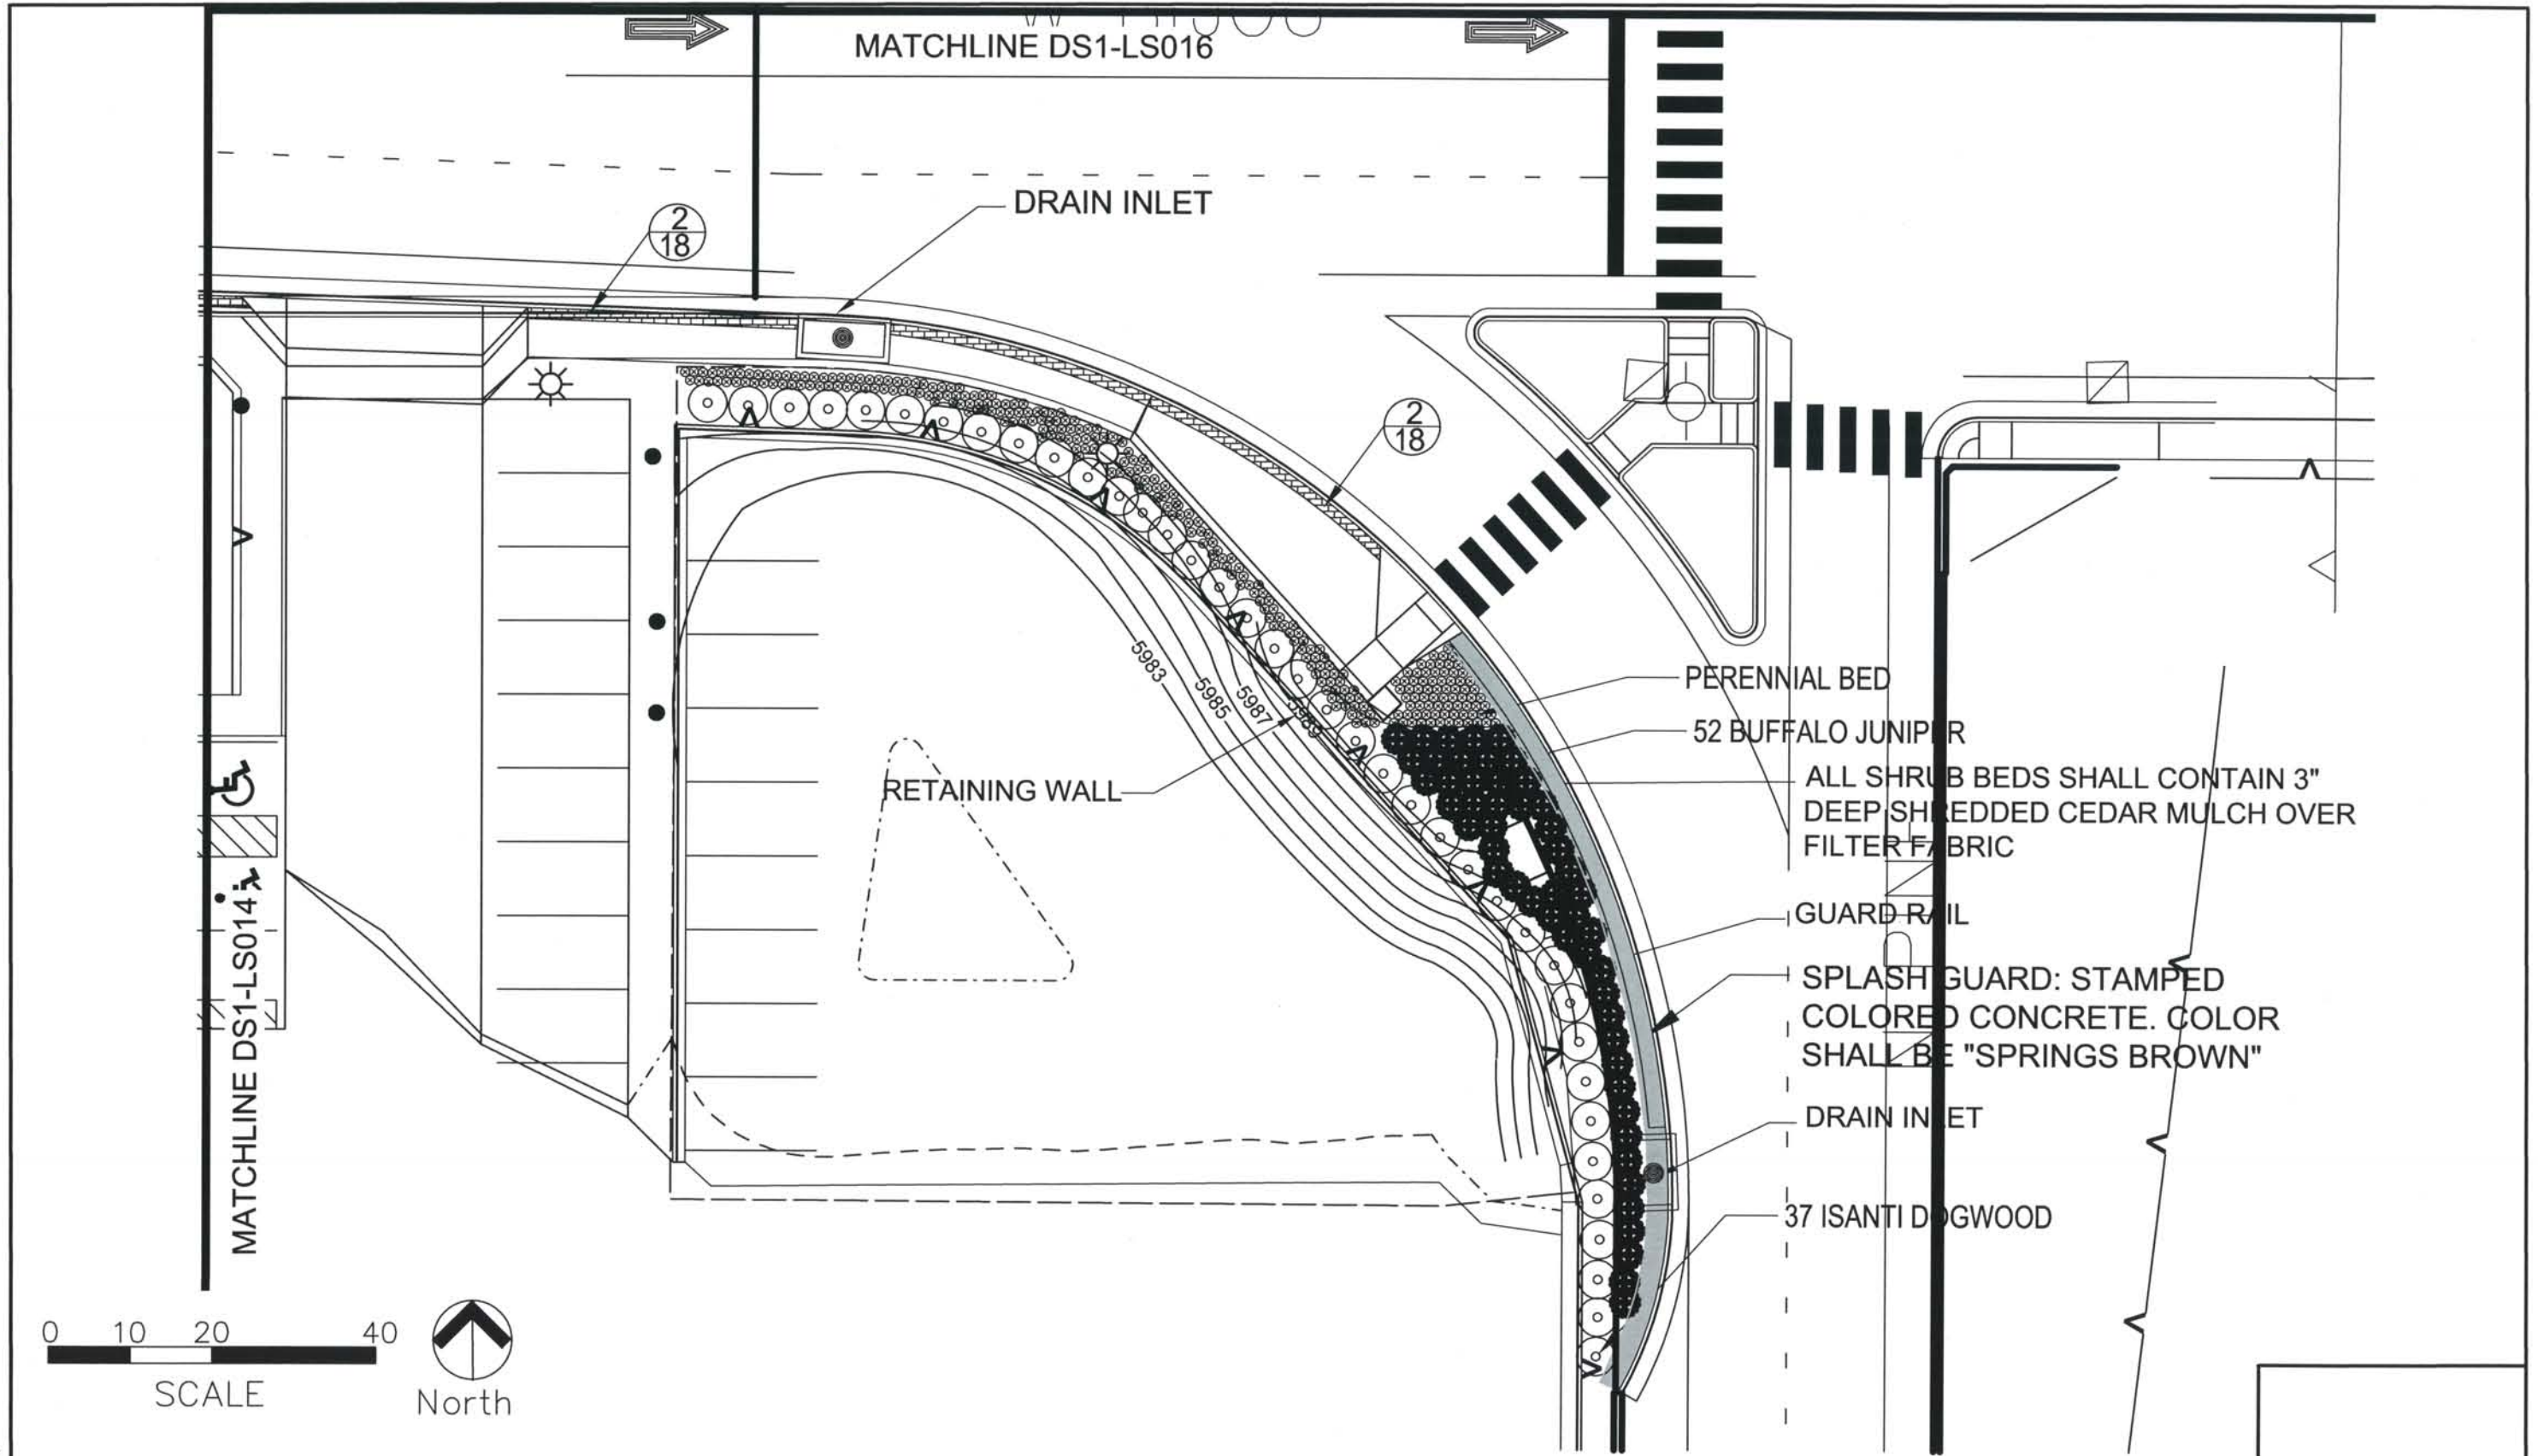 MATCHLINE DS1-LS016
DRAIN INLET
2
18
2
18
5983
5985
5987
PERENNIAL BED
52 BUFFALO JUNIPER
RETAINING WALL
ALL SHRUB BEDS SHALL CONTAIN 3"
DEEP SHREDDED CEDAR MULCH OVER
FILTER FABRIC
GUARD RAIL
SPLASH GUARD: STAMPED
COLORED CONCRETE. COLOR
SHALL BE "SPRINGS BROWN"
DRAIN INLET
37 ISANTI DOGWOOD
MATCHLINE DS1-LS014
0 10 20 40
SCALE
North